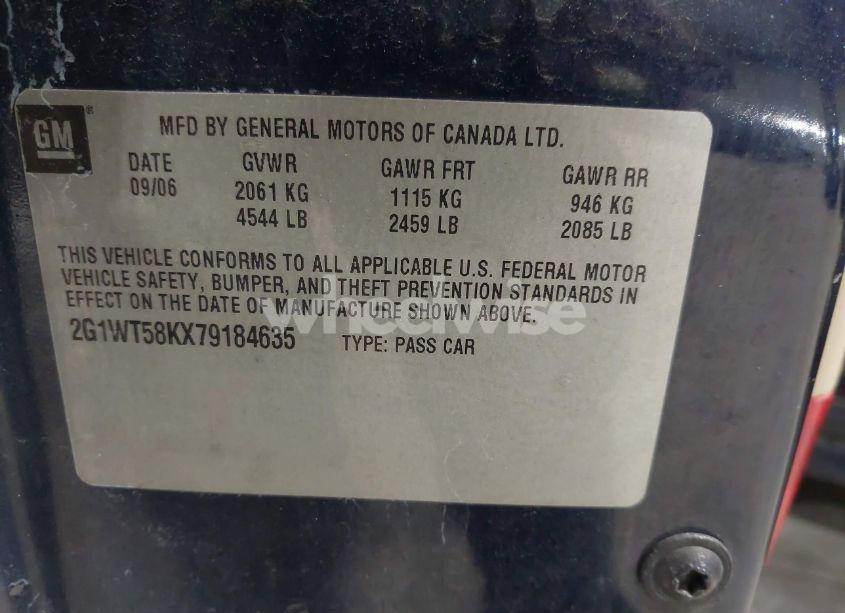 GM ® MFD BY GENERAL MOTORS OF CANADA LTD.
DATE GVWR GAWR FRT GAWR RR
09/06 2061 KG 1115 KG 946 KG
4544 LB 2459 LB 2085 LB
THIS VEHICLE CONFORMS TO ALL APPLICABLE U.S. FEDERAL MOTOR
VEHICLE SAFETY, BUMPER, AND THEFT PREVENTION STANDARDS IN
EFFECT ON THE DATE OF MANUFACTURE SHOWN ABOVE.
wheelwise
2G1WT58KX79184635 TYPE: PASS CAR